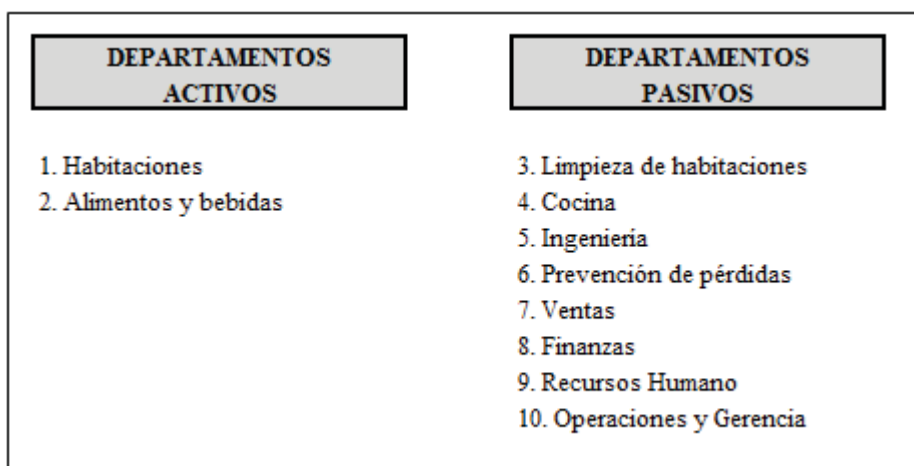 DEPARTAMENTOS
ACTIVOS
1. Habitaciones
2. Alimentos y bebidas
DEPARTAMENTOS
PASIVOS
3. Limpieza de habitaciones
4. Cocina
5. Ingeniería
6. Prevención de pérdidas
7. Ventas
8. Finanzas
9. Recursos Humano
10. Operaciones y Gerencia